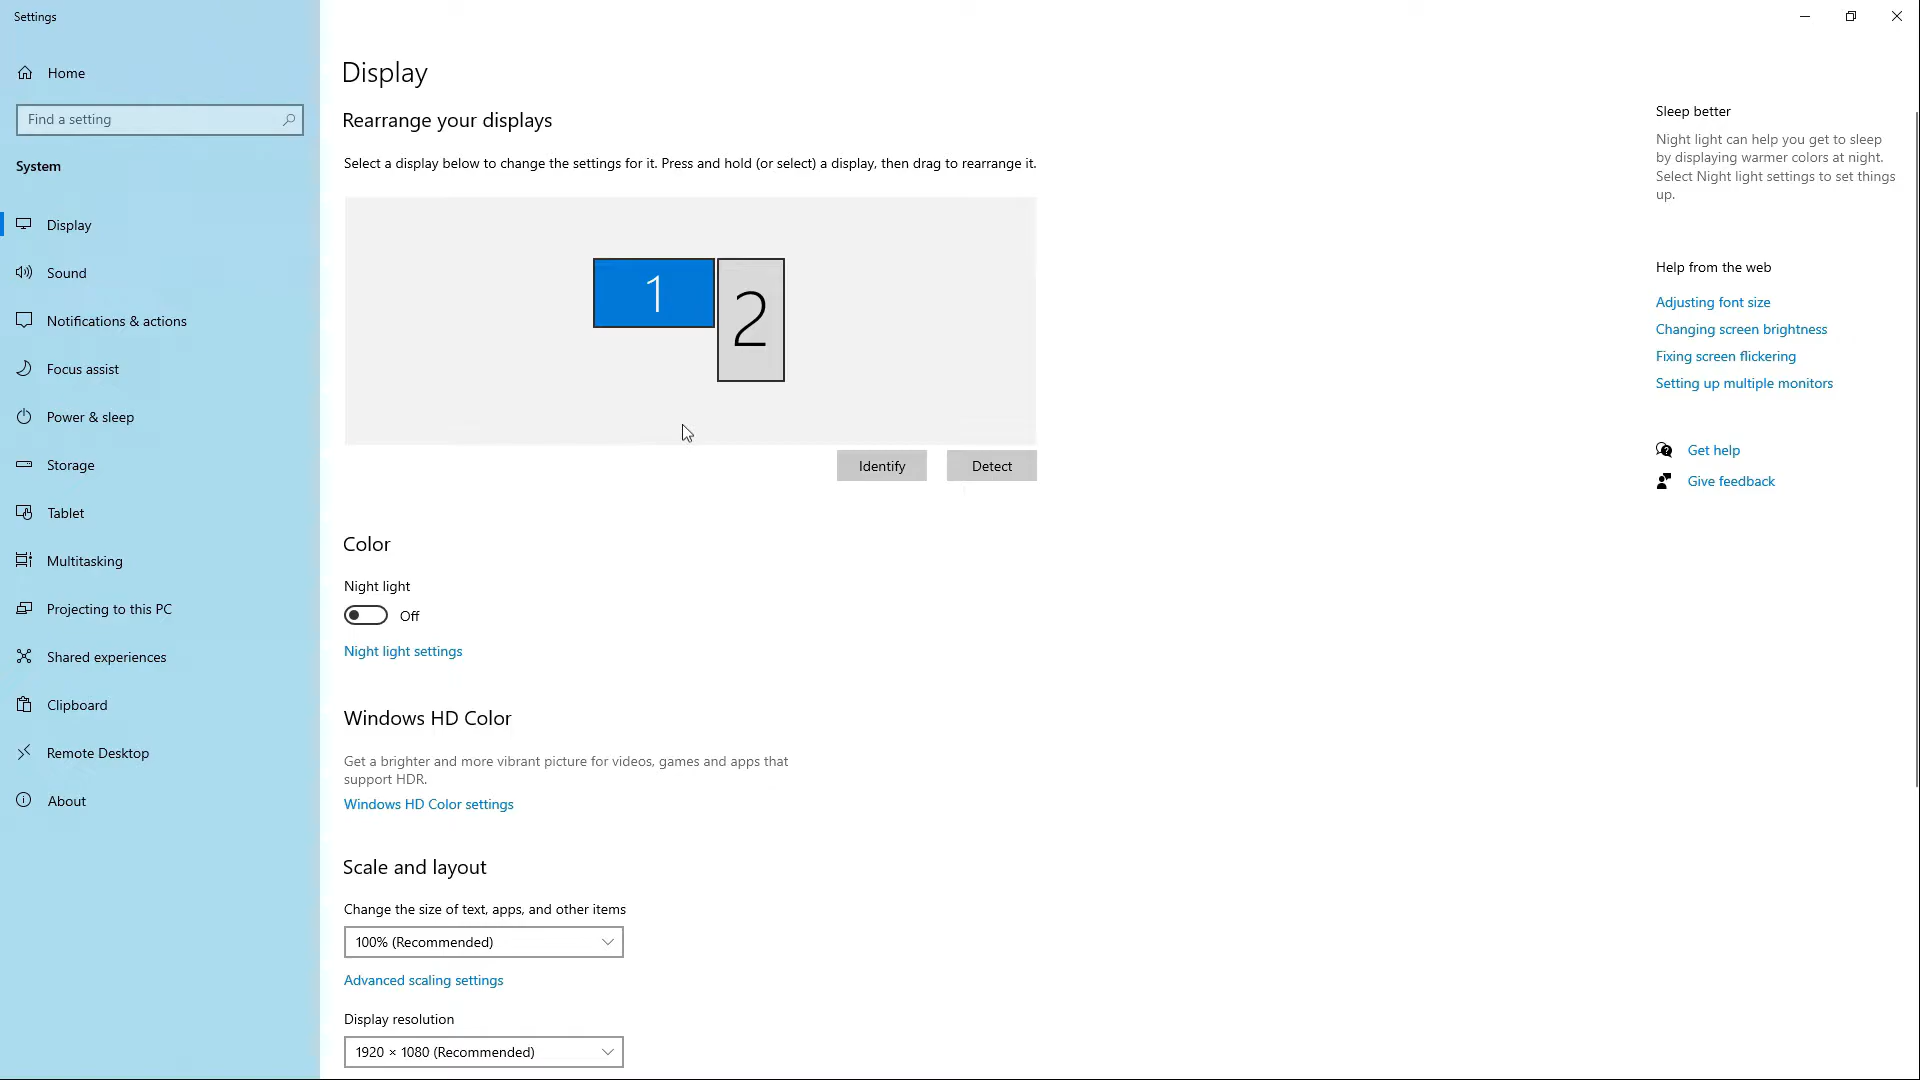 Settings
Home
Find a setting
System
Display
Sound
Notifications & actions
Focus assist
Power & sleep
Storage
Tablet
Multitasking
Projecting to this PC
Shared experiences
Clipboard
Remote Desktop
About
Display
Rearrange your displays
Select a display below to change the settings for it. Press and hold (or select) a display, then drag to rearrange it.
1
2
Identify
Detect
Color
Night light
Off
Night light settings
Windows HD Color
Get a brighter and more vibrant picture for videos, games and apps that
support HDR.
Windows HD Color settings
Scale and layout
Change the size of text, apps, and other items
100% (Recommended)
Advanced scaling settings
Display resolution
1920 × 1080 (Recommended)
Sleep better
Night light can help you get to sleep
by displaying warmer colors at night.
Select Night light settings to set things
up.
Help from the web
Adjusting font size
Changing screen brightness
Fixing screen flickering
Setting up multiple monitors
Get help
Give feedback